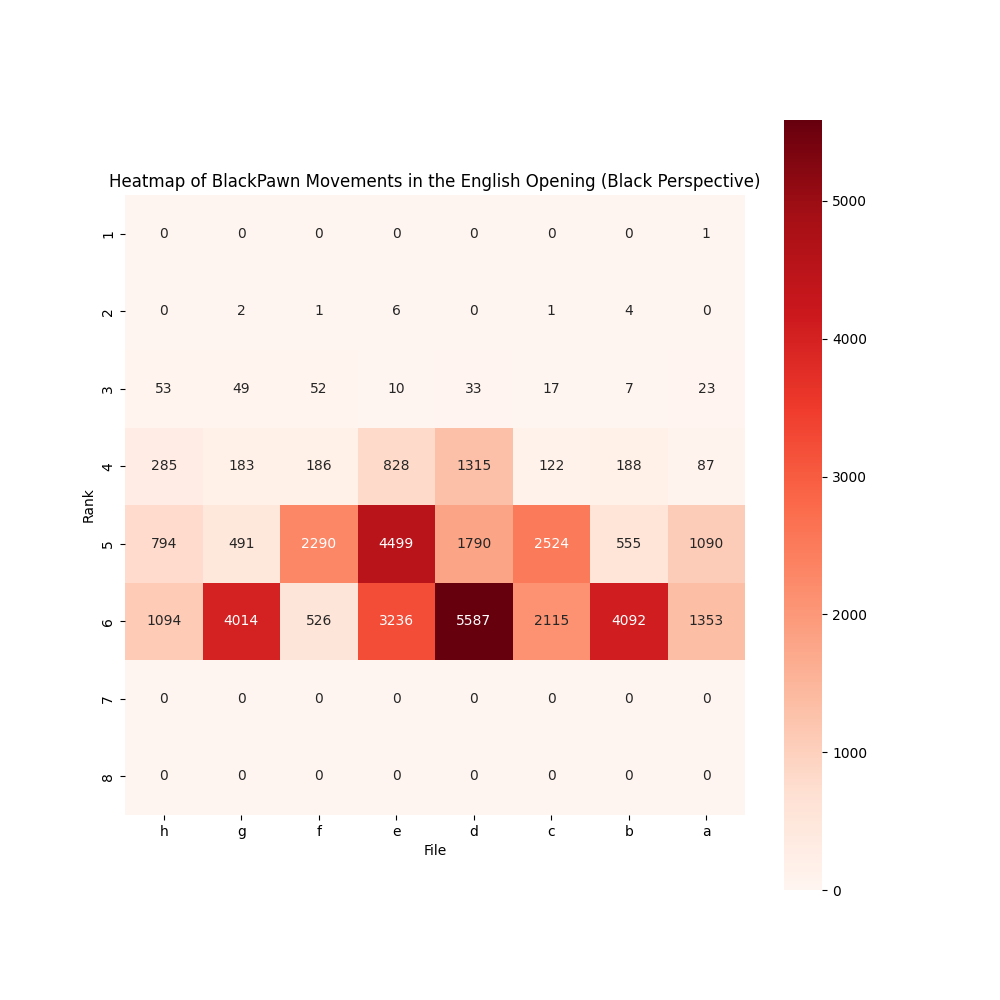 Heatmap of BlackPawn Movements in the English Opening (Black Perspective)
1 0 0 0 0 0 0 0 1
2 0 2 1 6 0 1 4 0
3 53 49 52 10 33 17 7 23
4 285 183 186 828 1315 122 188 87
Rank
5 794 491 2290 4499 1790 2524 555 1090
6 1094 4014 526 3236 5587 2115 4092 1353
7 0 0 0 0 0 0 0 0
8 0 0 0 0 0 0 0 0
h g f e d c b a
File
5000
4000
3000
2000
1000
0